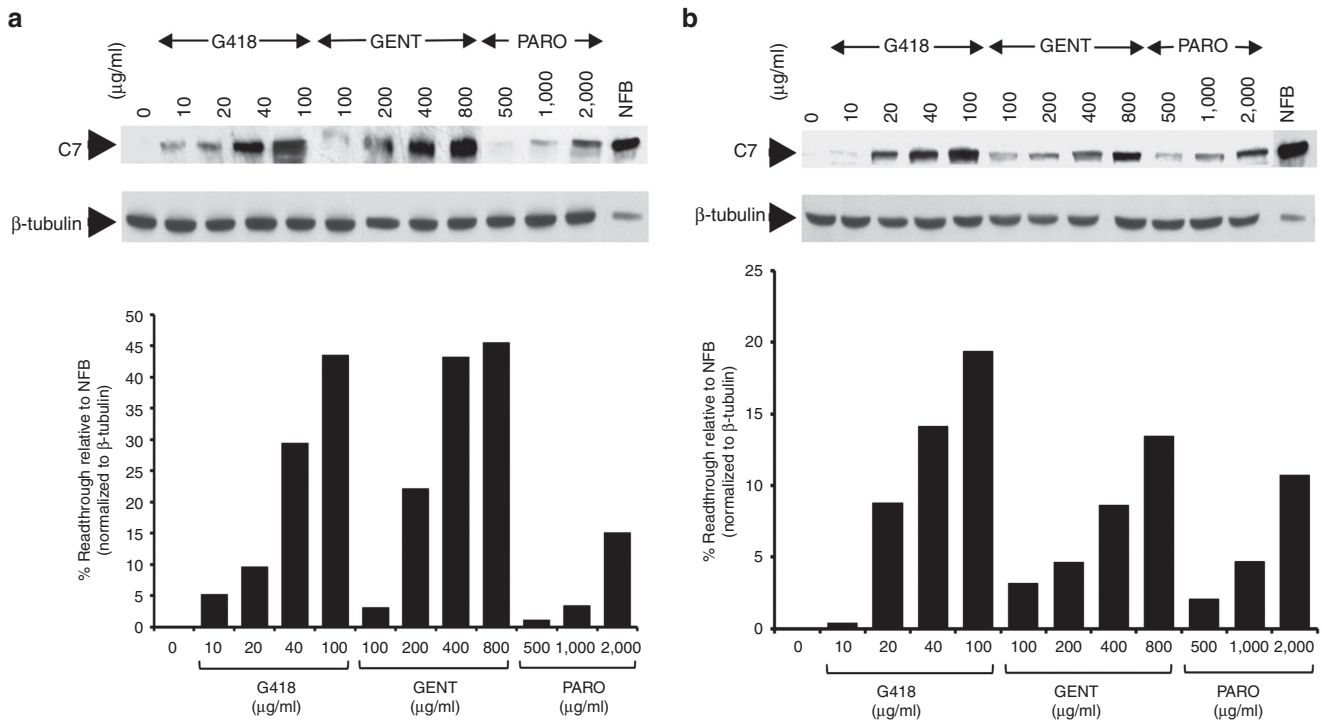 a
(μg/ml)
G418 GENT PARO
0 10 20 40 100 100 200 400 800 500 1,000 2,000 NFB
C7
β-tubulin
% Readthrough relative to NFB
(normalized to β-tubulin)
50
45
40
35
30
25
20
15
10
5
0
0 10 20 40 100 100 200 400 800 500 1,000 2,000
G418 GENT PARO
(μg/ml) (μg/ml) (μg/ml)
b
(μg/ml)
G418 GENT PARO
0 10 20 40 100 100 200 400 800 500 1,000 2,000 NFB
C7
β-tubulin
% Readthrough relative to NFB
(normalized to β-tubulin)
25
20
15
10
5
0
0 10 20 40 100 100 200 400 800 500 1,000 2,000
G418 GENT PARO
(μg/ml) (μg/ml) (μg/ml)